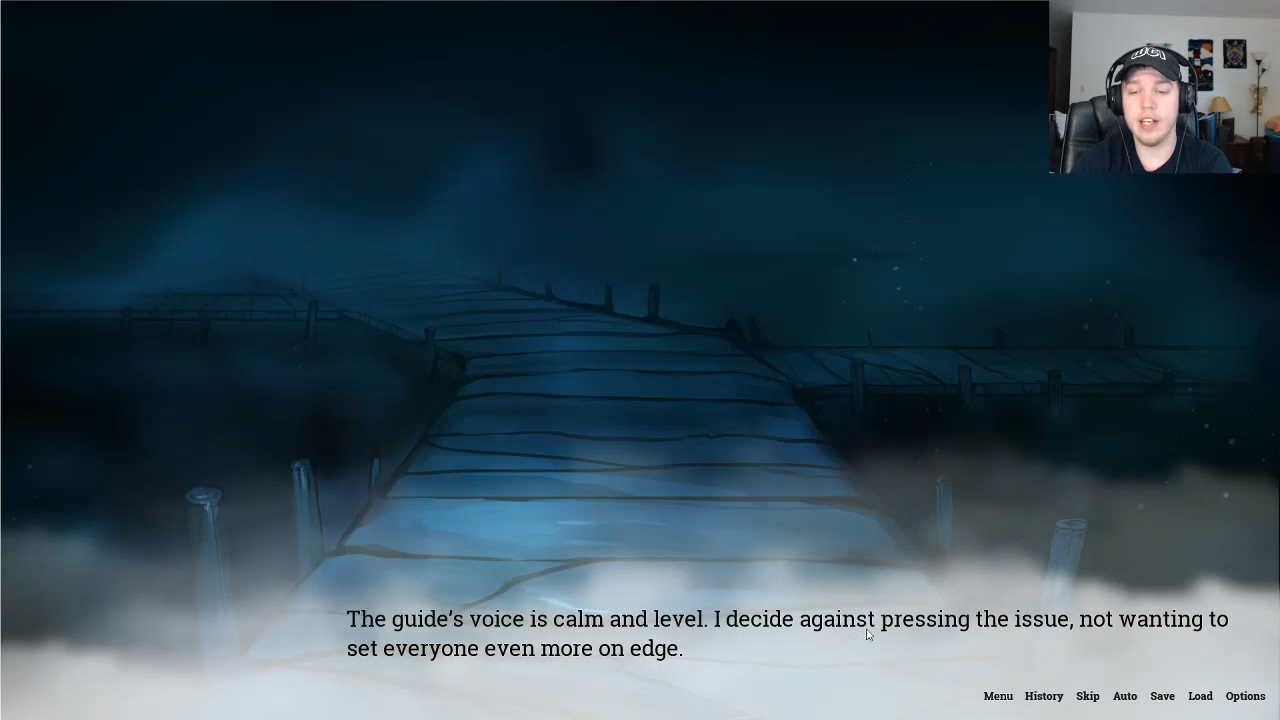 The guide’s voice is calm and level. I decide against pressing the issue, not wanting to
set everyone even more on edge.
Menu History Skip Auto Save Load Options